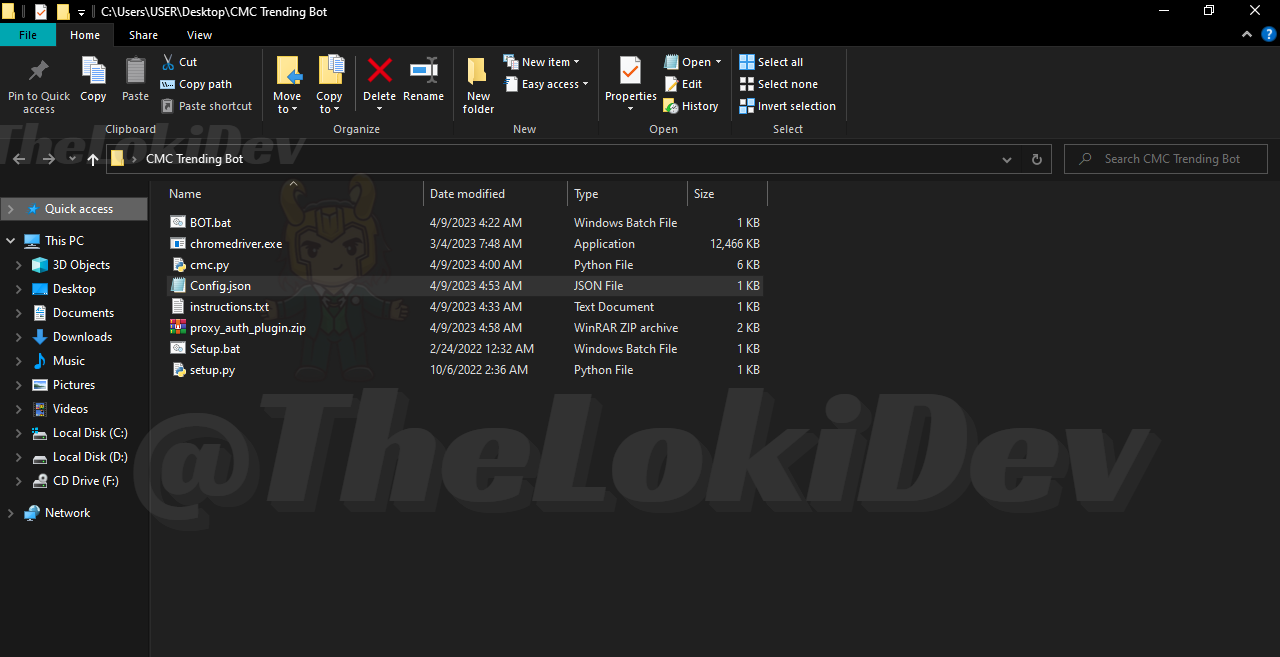 C:\Users\USER\Desktop\CMC Trending Bot
File Home Share View
Pin to Quick access
Copy
Paste
Cut
Copy path
Paste shortcut
Clipboard
Move to
Copy to
Delete
Rename
Organize
New folder
New item
Easy access
New
Properties
Open
Edit
History
Open
Select all
Select none
Invert selection
Select
TheLokiDev
CMC Trending Bot
Search CMC Trending Bot
Quick access
This PC
3D Objects
Desktop
Documents
Downloads
Music
Pictures
Videos
Local Disk (C:)
Local Disk (D:)
CD Drive (F:)
Network
Name Date modified Type Size
BOT.bat 4/9/2023 4:22 AM Windows Batch File 1 KB
chromedriver.exe 3/4/2023 7:48 AM Application 12,466 KB
cmc.py 4/9/2023 4:00 AM Python File 6 KB
Config.json 4/9/2023 4:53 AM JSON File 1 KB
instructions.txt 4/9/2023 4:33 AM Text Document 1 KB
proxy_auth_plugin.zip 4/9/2023 4:58 AM WinRAR ZIP archive 2 KB
Setup.bat 2/24/2022 12:32 AM Windows Batch File 1 KB
setup.py 10/6/2022 2:36 AM Python File 1 KB
@TheLokiDev